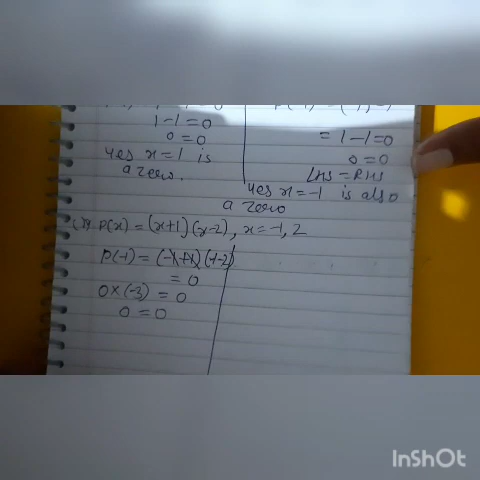 1-1=0
0=0
Yes x=1 is
a zero.
= 1-1=0
0=0
LHS = RHS
Yes x=-1 is also
a zero
p(x) = (x+1)(x-2), x=-1, 2
p(-1) = (-1+1)(-1-2)
= 0
0×(-3) = 0
0=0
InShOt